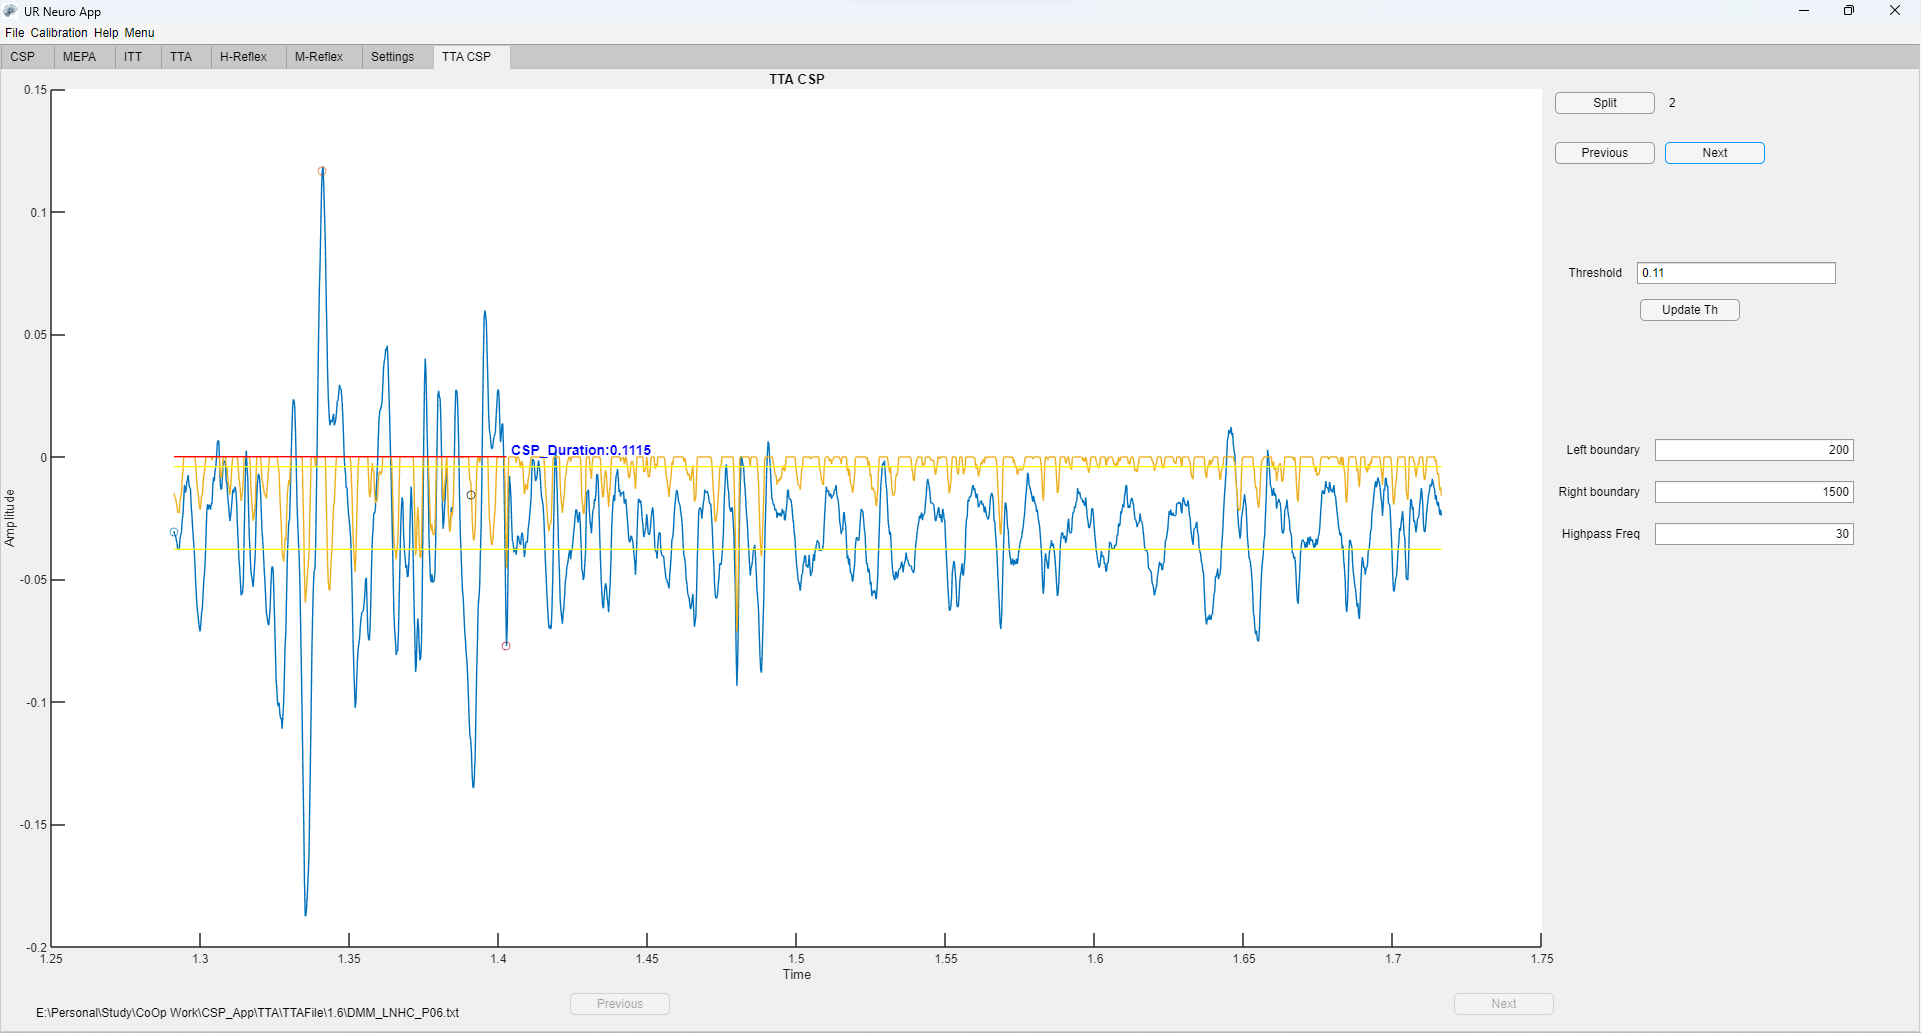 UR Neuro App
File Calibration Help Menu
CSP MEPA ITT TTA H-Reflex M-Reflex Settings TTA CSP
TTA CSP
0.15
0.1
0.05
0
-0.05
-0.1
-0.15
-0.2
Amplitude
CSP_Duration:0.1115
1.25 1.3 1.35 1.4 1.45 1.5 1.55 1.6 1.65 1.7 1.75
Time
Split 2
Previous Next
Threshold 0.11
Update Th
Left boundary 200
Right boundary 1500
Highpass Freq 30
Previous Next
E:\Personal\Study\CoOp Work\CSP_App\TTA\TTAFile\1.6\DMM_LNHC_P06.txt